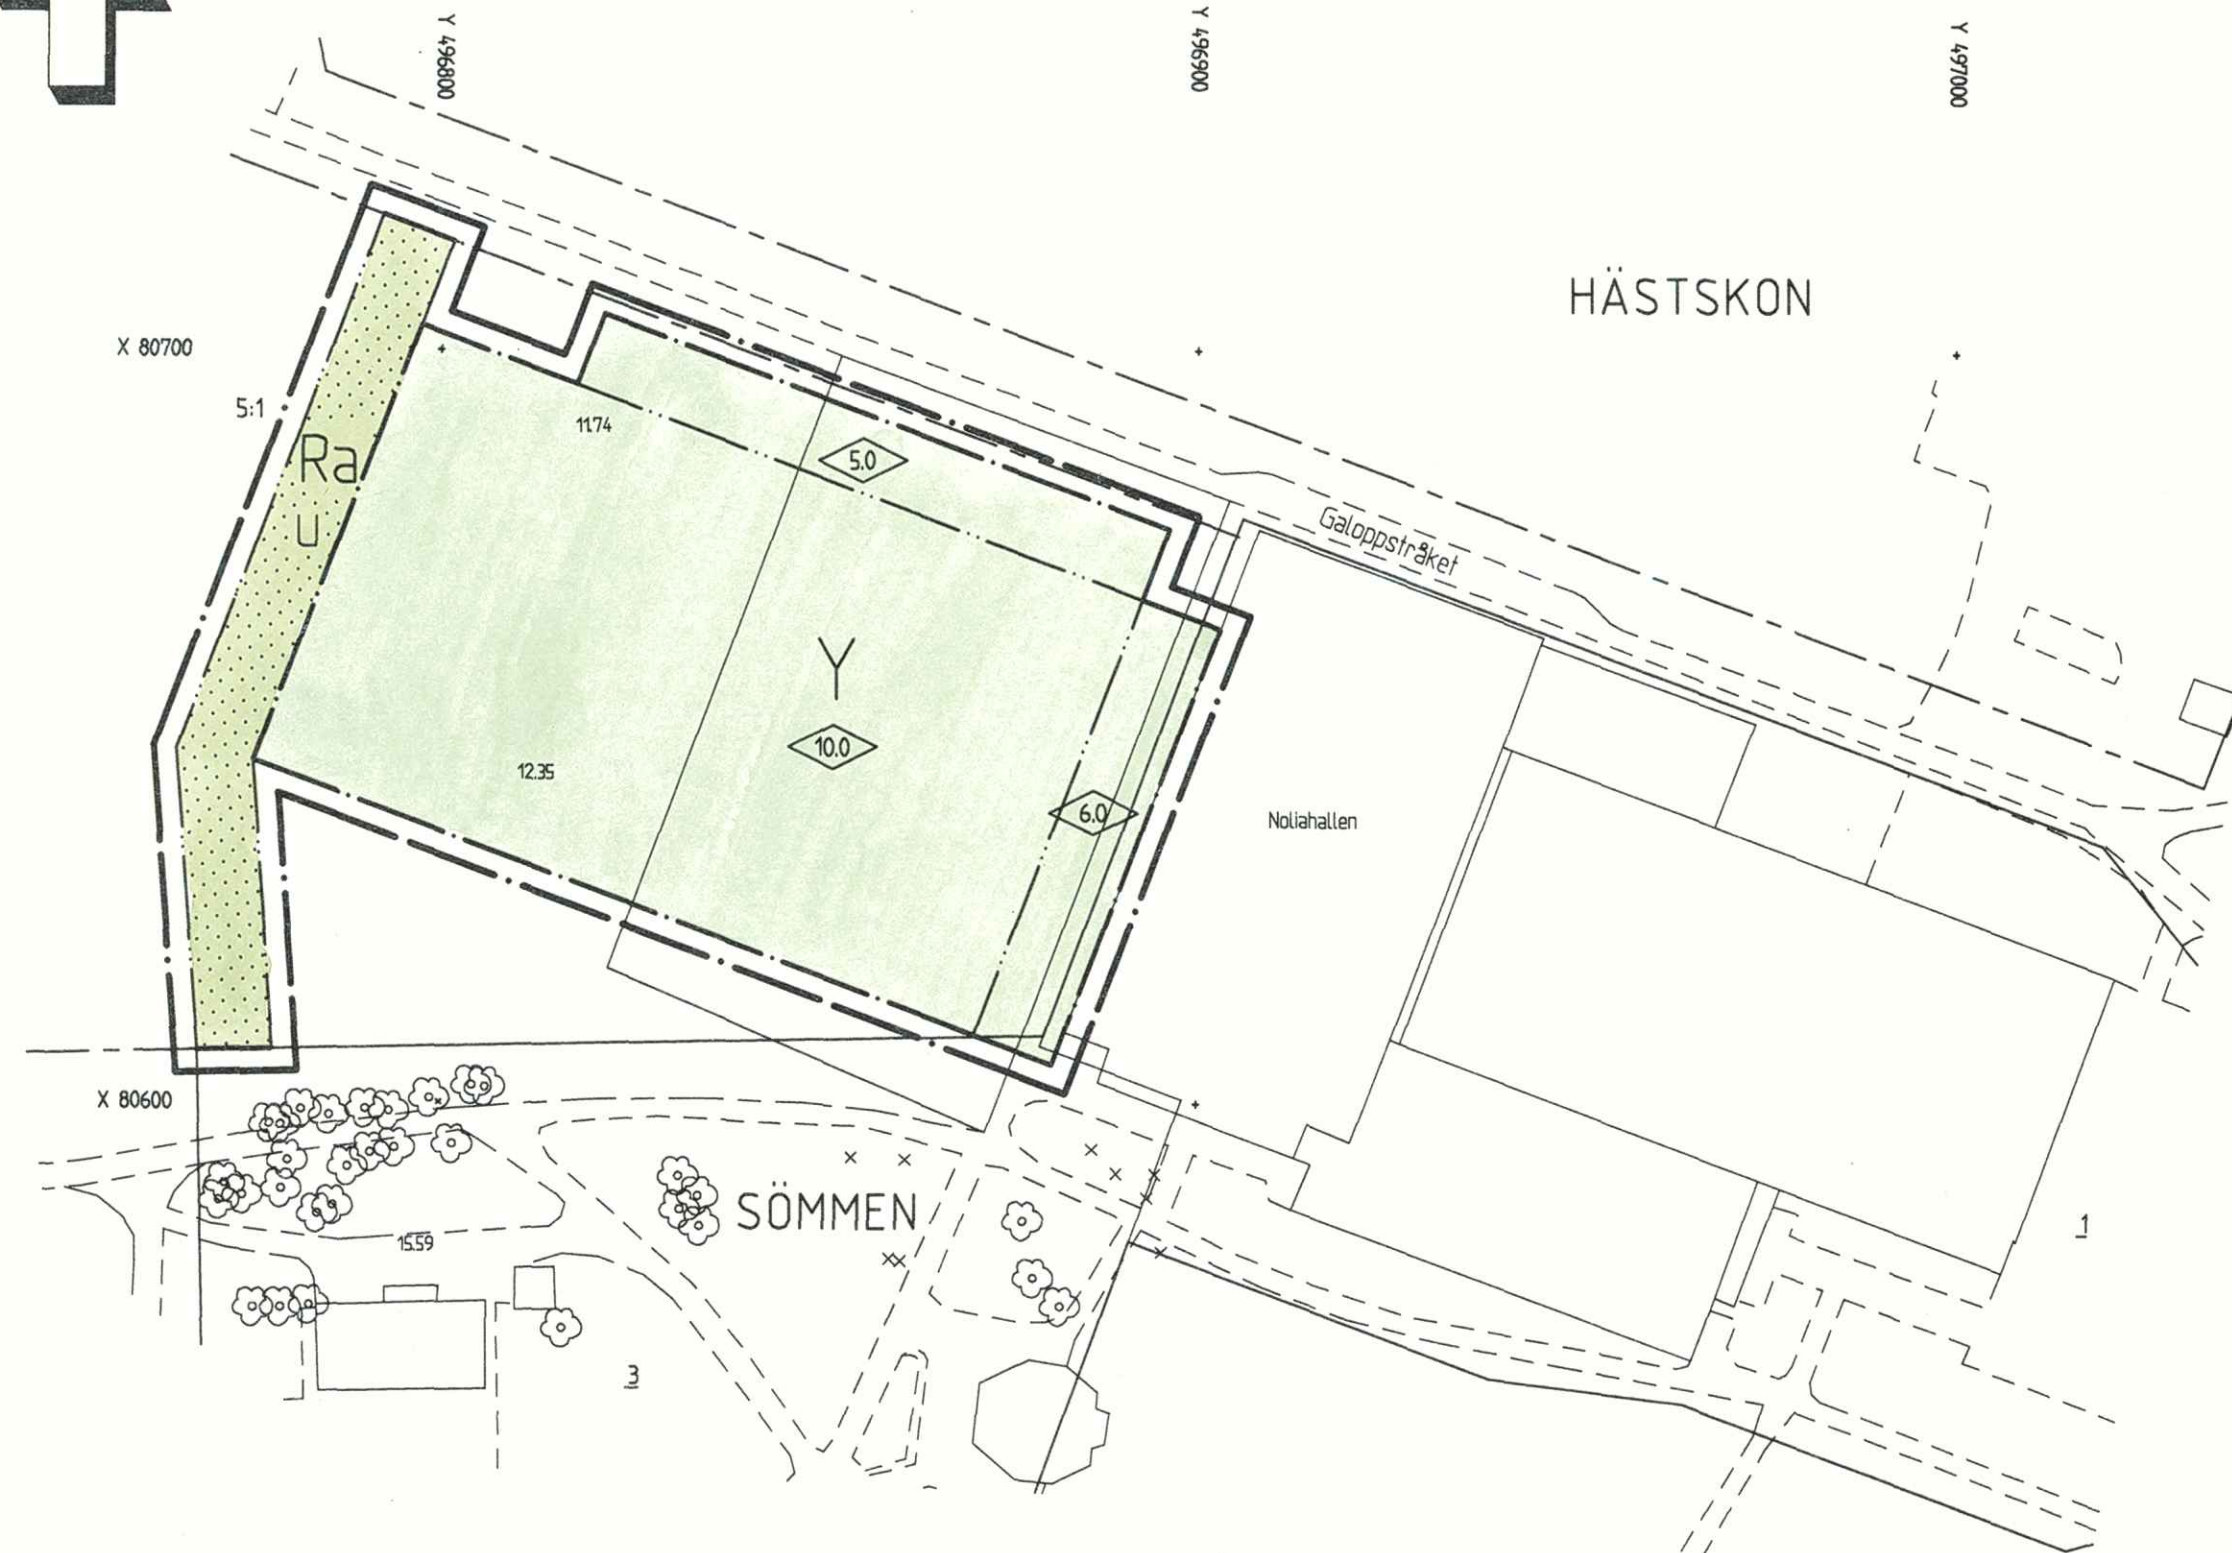 Y 496800
Y 496900
Y 497000
HÄSTSKON
X 80700
5:1
11.74
Ra
5.0
u
Galoppstråket
Y
10.0
12.35
6.0
Noliahallen
X 80600
SÖMMEN
1
15.59
3